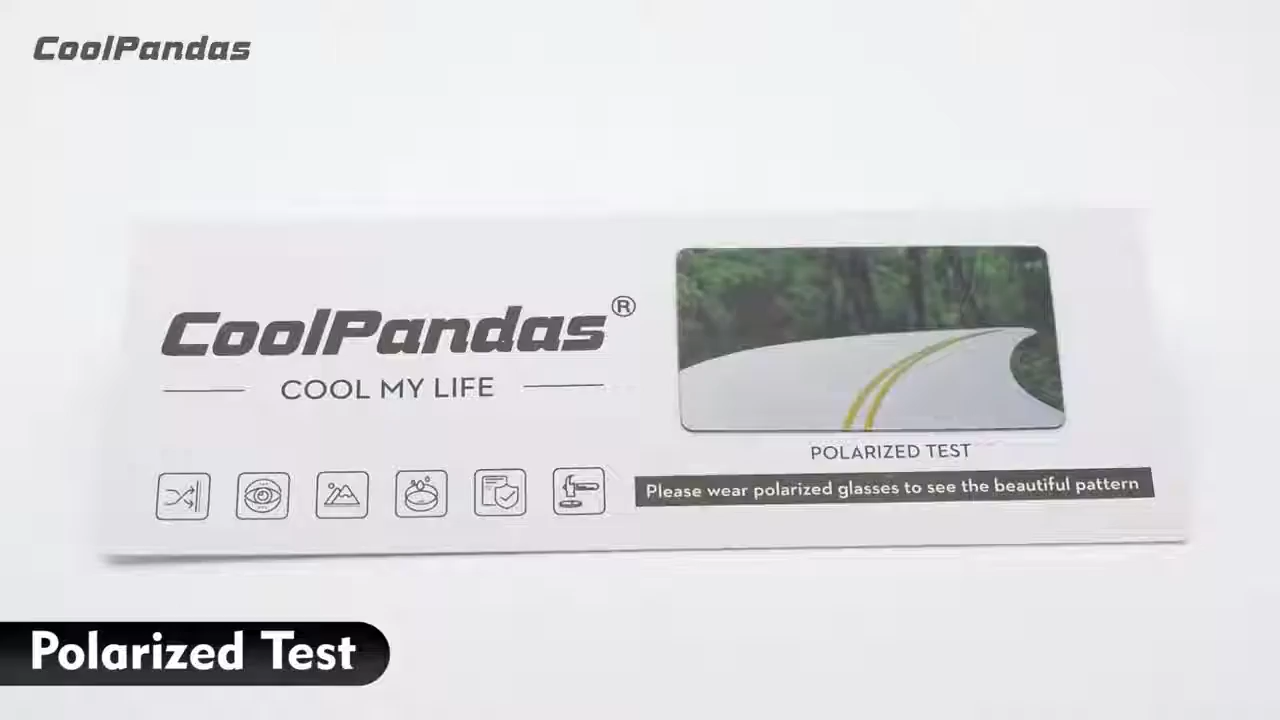 CoolPandas
CoolPandas®
COOL MY LIFE
POLARIZED TEST
Please wear polarized glasses to see the beautiful pattern
Polarized Test